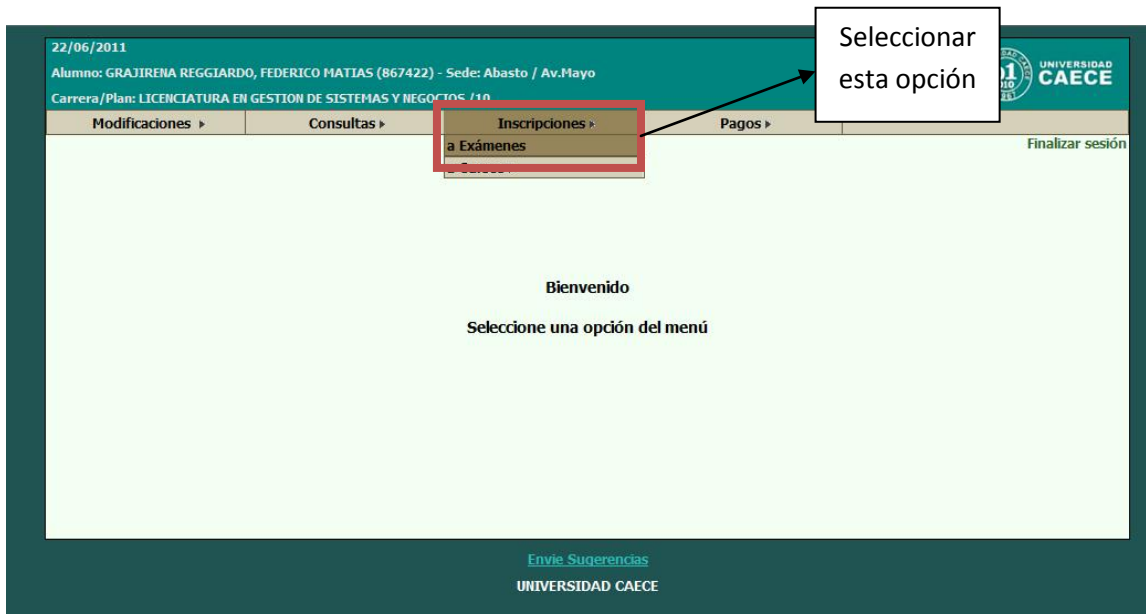 Seleccionar
esta opción
22/06/2011
Alumno: GRAJIRENA REGGIARDO, FEDERICO MATIAS (867422) - Sede: Abasto / Av.Mayo
Carrera/Plan: LICENCIATURA EN GESTION DE SISTEMAS Y NEGOCIOS /10
UNIVERSIDAD
CAECE
Modificaciones Consultas Inscripciones Pagos
a Exámenes
Finalizar sesión
Bienvenido
Seleccione una opción del menú
Envie Sugerencias
UNIVERSIDAD CAECE